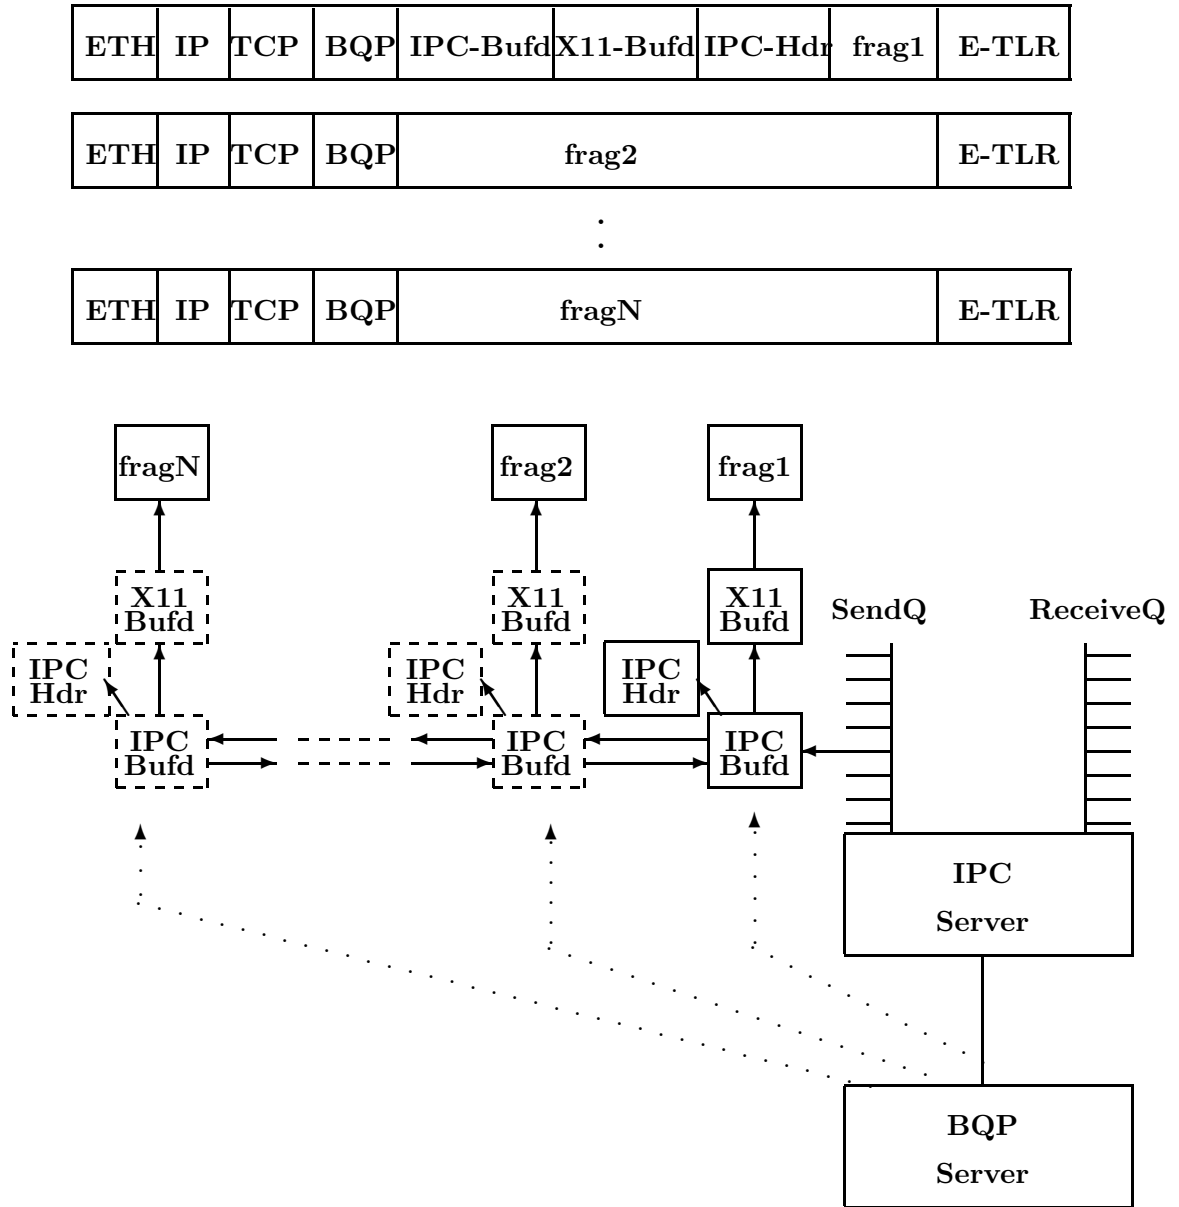 ETH IP TCP BQP IPC-Bufd X11-Bufd IPC-Hdr frag1 E-TLR
ETH IP TCP BQP frag2 E-TLR
.
.
ETH IP TCP BQP fragN E-TLR
fragN frag2 frag1
X11 X11 X11
Bufd Bufd Bufd
SendQ ReceiveQ
IPC IPC IPC
Hdr Hdr Hdr
IPC IPC IPC
Bufd Bufd Bufd
IPC
Server
BQP
Server